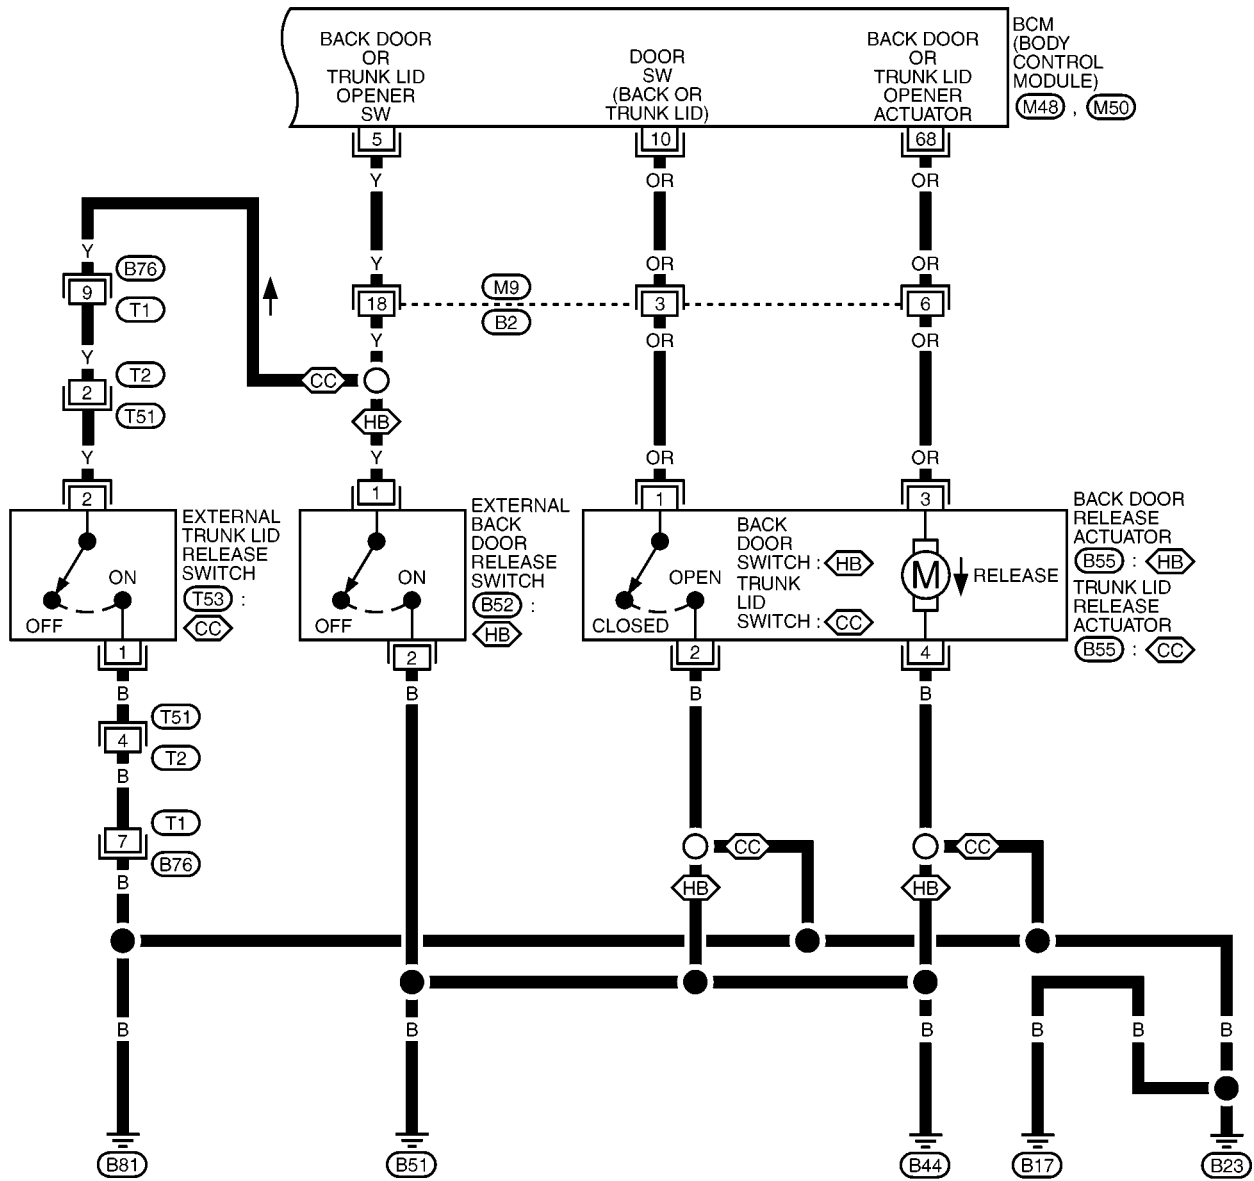 BACK DOOR
OR
TRUNK LID
OPENER
SW
DOOR
SW
(BACK OR
TRUNK LID)
BACK DOOR
OR
TRUNK LID
OPENER
ACTUATOR
BCM
(BODY
CONTROL
MODULE)
M48 , M50
5
10
68
Y
OR
OR
Y
Y
OR
OR
B76
9
T1
18
M9
B2
3
6
Y
OR
OR
Y
T2
2
T51
CC
HB
Y
Y
OR
OR
2
1
1
3
EXTERNAL
TRUNK LID
RELEASE
SWITCH
T53 :
CC
ON
OFF
EXTERNAL
BACK
DOOR
RELEASE
SWITCH
B52 :
HB
ON
OFF
BACK
DOOR
SWITCH : HB
TRUNK
LID
SWITCH : CC
OPEN
CLOSED
M
RELEASE
BACK DOOR
RELEASE
ACTUATOR
B55 : HB
TRUNK LID
RELEASE
ACTUATOR
B55 : CC
1
2
2
4
B
B
B
B
T51
4
T2
B
T1
7
B76
B
CC
HB
CC
HB
B
B
B
B
B
B
B81
B51
B44
B17
B23